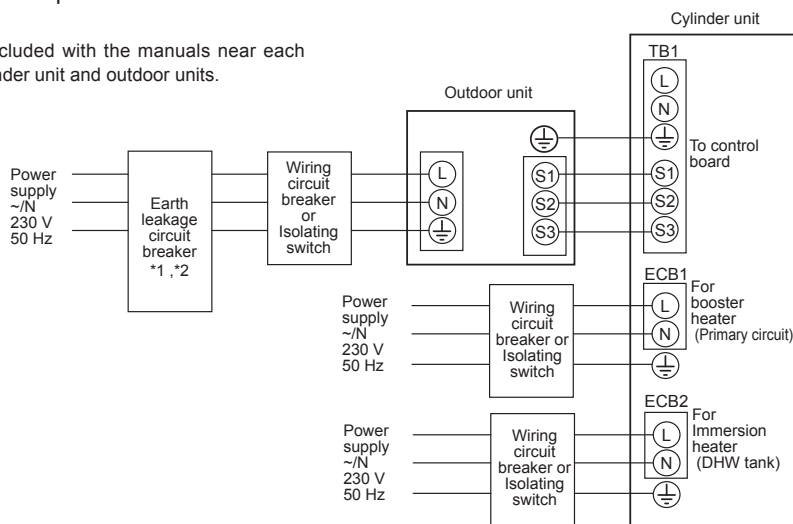 Cylinder unit
cluded with the manuals near each
der unit and outdoor units.
TB1
L
N
To control
board
S1
S2
S3
Outdoor unit
L
N
S1
S2
S3
Power
supply
~/N
230 V
50 Hz
Earth
leakage
circuit
breaker
*1 ,*2
Wiring
circuit
breaker
or
Isolating
switch
ECB1
For
booster
heater
(Primary circuit)
L
N
Power
supply
~/N
230 V
50 Hz
Wiring
circuit
breaker or
Isolating
switch
ECB2
For
Immersion
heater
(DHW tank)
L
N
Power
supply
~/N
230 V
50 Hz
Wiring
circuit
breaker or
Isolating
switch